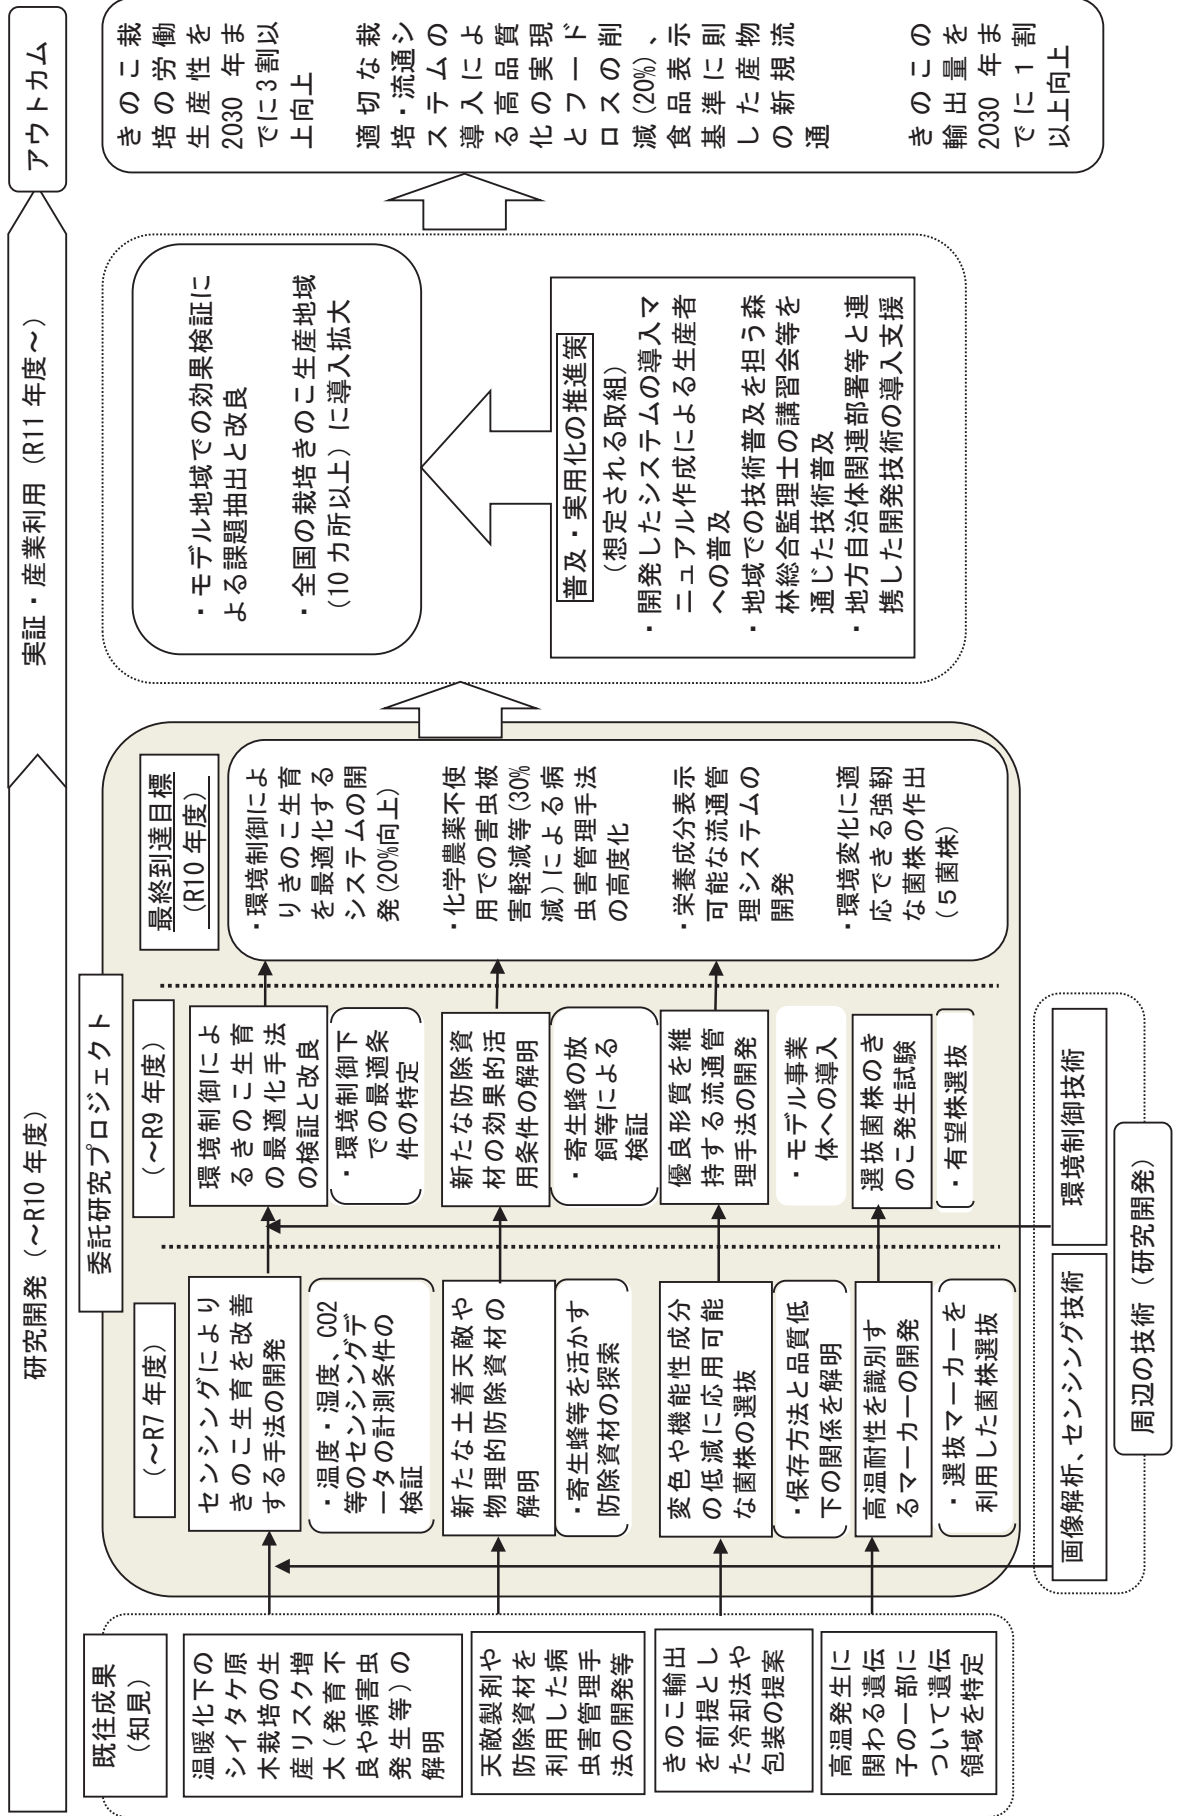 研究開発（～R10 年度）
実証・産業利用（R11 年度～）
アウトカム
既往成果
（知見）
温暖化下の
シイタケ原
木栽培の生
産リスク増
大（発育不
良や病害虫
発生等）の
解明
天敵製剤や
防除資材を
利用した病
虫害管理手
法の開発等
きのこ輸出
を前提とし
た冷却法や
包装の提案
高温発生に
関わる遺伝
子の一部に
ついて遺伝
領域を特定
委託研究プロジェクト
（～R7 年度）
センシングにより
きのこ生育を改善
する手法の開発
・温度・湿度、CO2
等のセンシングデ
ータの計測条件の
検証
新たな土着天敵や
物理的防除資材の
解明
・寄生蜂等を活かす
防除資材の探索
変色や機能性成分
の低減に応用可能
な菌株の選抜
・保存方法と品質低
下の関係を解明
高温耐性を識別す
るマーカーの開発
・選抜マーカーを
利用した菌株選抜
（～R9 年度）
環境制御によ
るきのこ生育
の最適化手法
の検証と改良
・環境制御下
での最適条
件の特定
新たな防除資
材の効果的活
用条件の解明
・寄生蜂の放
飼等による
検証
優良形質を維
持する流通管
理手法の開発
・モデル事業
体への導入
選抜菌株のき
のこ発生試験
・有望株選抜
最終到達目標
（R10 年度）
・環境制御によ
りきのこ生育
を最適化する
システムの開
発（20%向上）
・化学農薬不使
用での害虫被
害軽減等（30%
減）による病
虫害管理手法
の高度化
・栄養成分表示
可能な流通管
理システムの
開発
・環境変化に適
応できる強靭
な菌株の作出
（５菌株）
画像解析、センシング技術
環境制御技術
周辺の技術（研究開発）
・モデル地域での効果検証に
よる課題抽出と改良
・全国の栽培きのこ生産地域
（10 カ所以上）に導入拡大
普及・実用化の推進策
（想定される取組）
・開発したシステムの導入マ
ニュアル作成による生産者
への普及
・地域での技術普及を担う森
林総合監理士の講習会等を
通じた技術普及
・地方自治体関連部署等と連
携した開発技術の導入支援
きのこ栽
培の労働
生産性を
2030 年ま
でに３割以
上向上
適切な栽
培・流通シ
ステムの
導入によ
る高品質
化の実現
とフード
ロスの削
減（20%）、
食品表示
基準に則
した産物
の新規流
通
きのこの
輸出量を
2030 年ま
でに１割
以上向上